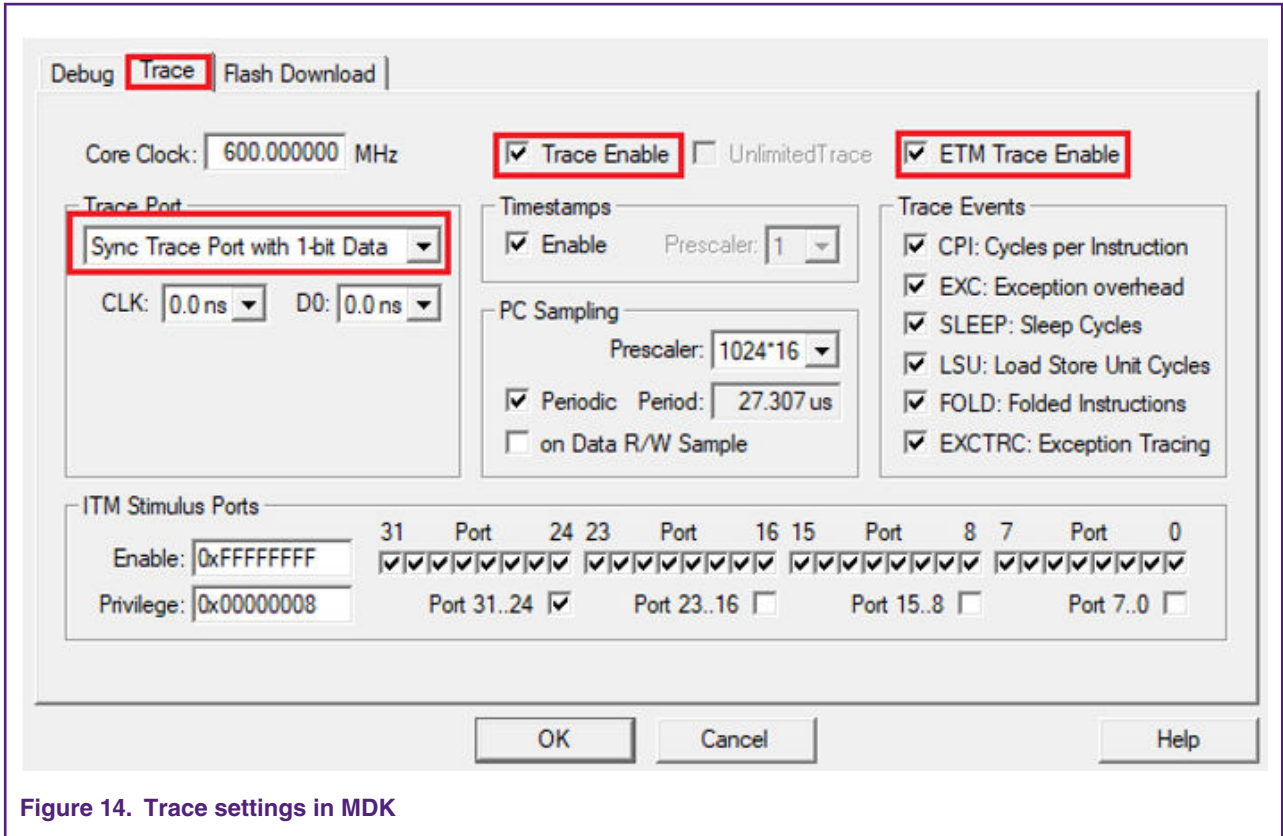 Debug Trace Flash Download
Core Clock: 600.000000 MHz Trace Enable UnlimitedTrace ETM Trace Enable
Trace Port
Sync Trace Port with 1-bit Data
CLK: 0.0 ns D0: 0.0 ns
Timestamps
Enable Prescaler: 1
PC Sampling
Prescaler: 1024*16
Periodic Period: 27.307 us
on Data R/W Sample
Trace Events
CPI: Cycles per Instruction
EXC: Exception overhead
SLEEP: Sleep Cycles
LSU: Load Store Unit Cycles
FOLD: Folded Instructions
EXCTRC: Exception Tracing
ITM Stimulus Ports
31 Port 24 23 Port 16 15 Port 8 7 Port 0
Enable: 0xFFFFFFFF
Privilege: 0x00000008 Port 31..24 Port 23..16 Port 15..8 Port 7..0
OK Cancel Help
Figure 14. Trace settings in MDK